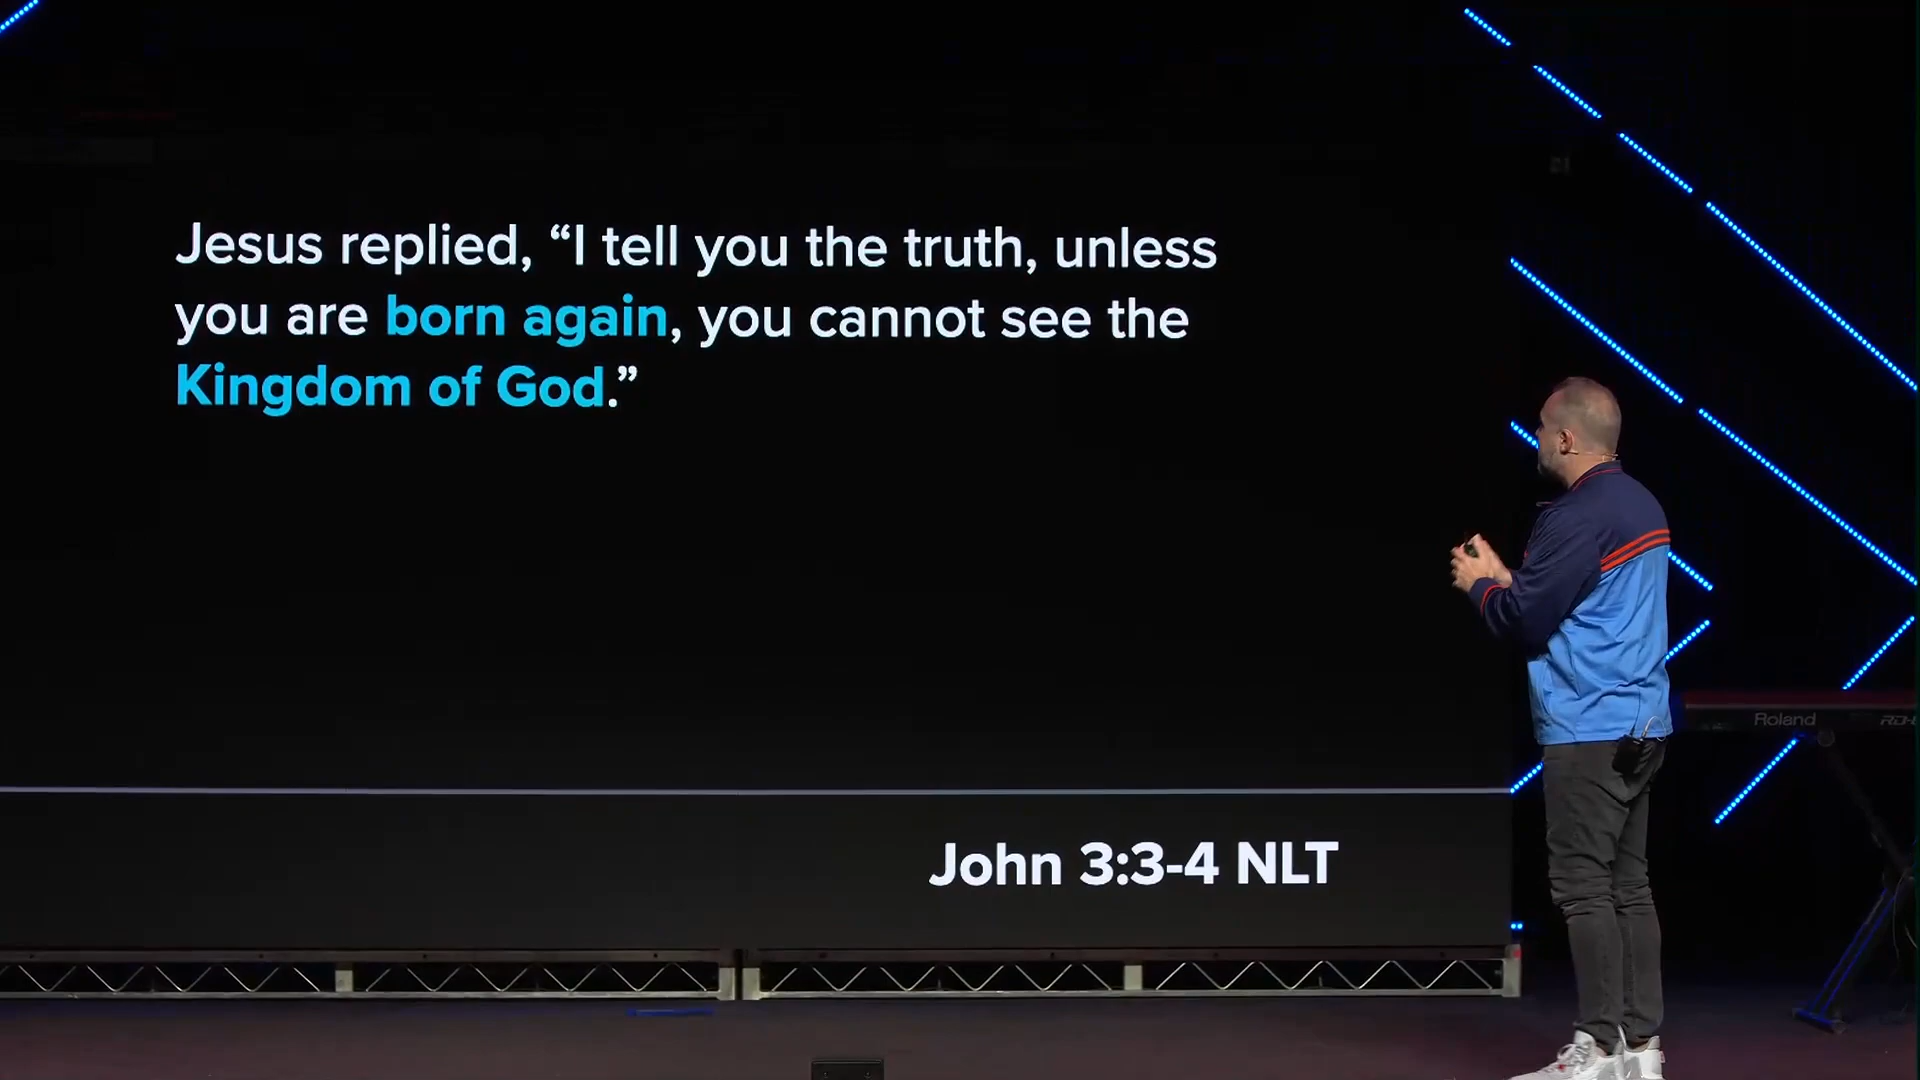 Jesus replied, “I tell you the truth, unless
you are born again, you cannot see the
Kingdom of God.”
John 3:3-4 NLT
Roland